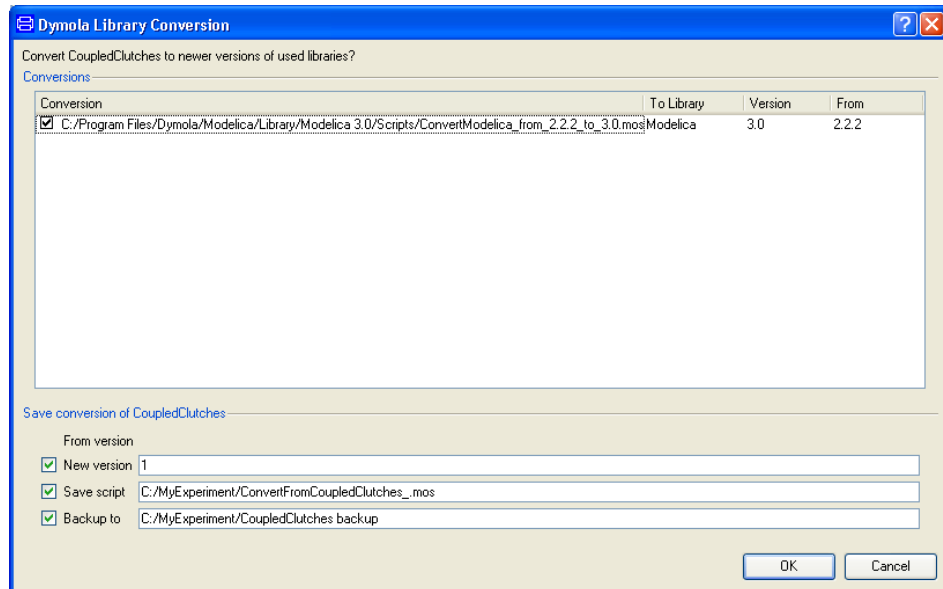 Dymola Library Conversion
Convert CoupledClutches to newer versions of used libraries?
Conversions
Conversion To Library Version From
C:/Program Files/Dymola/Modelica/Library/Modelica 3.0/Scripts/ConvertModelica_from_2.2.2_to_3.0.mos Modelica 3.0 2.2.2
Save conversion of CoupledClutches
From version
New version 1
Save script C:/MyExperiment/ConvertFromCoupledClutches_.mos
Backup to C:/MyExperiment/CoupledClutches backup
OK Cancel